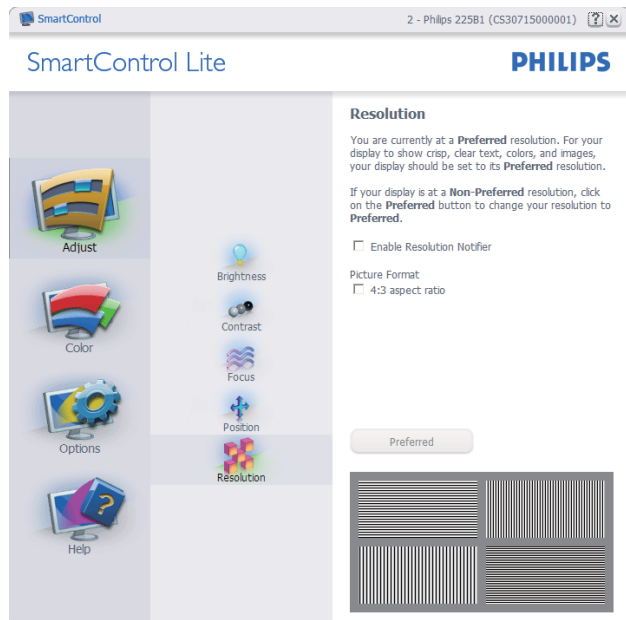 SmartControl
2 - Philips 225B1 (CS30715000001)
?
SmartControl Lite
PHILIPS
Adjust
Color
Options
?
Help
Brightness
Contrast
Focus
Position
Resolution
Resolution
You are currently at a Preferred resolution. For your
display to show crisp, clear text, colors, and images,
your display should be set to its Preferred resolution.
If your display is at a Non-Preferred resolution, click
on the Preferred button to change your resolution to
Preferred.
Enable Resolution Notifier
Picture Format
4:3 aspect ratio
Preferred